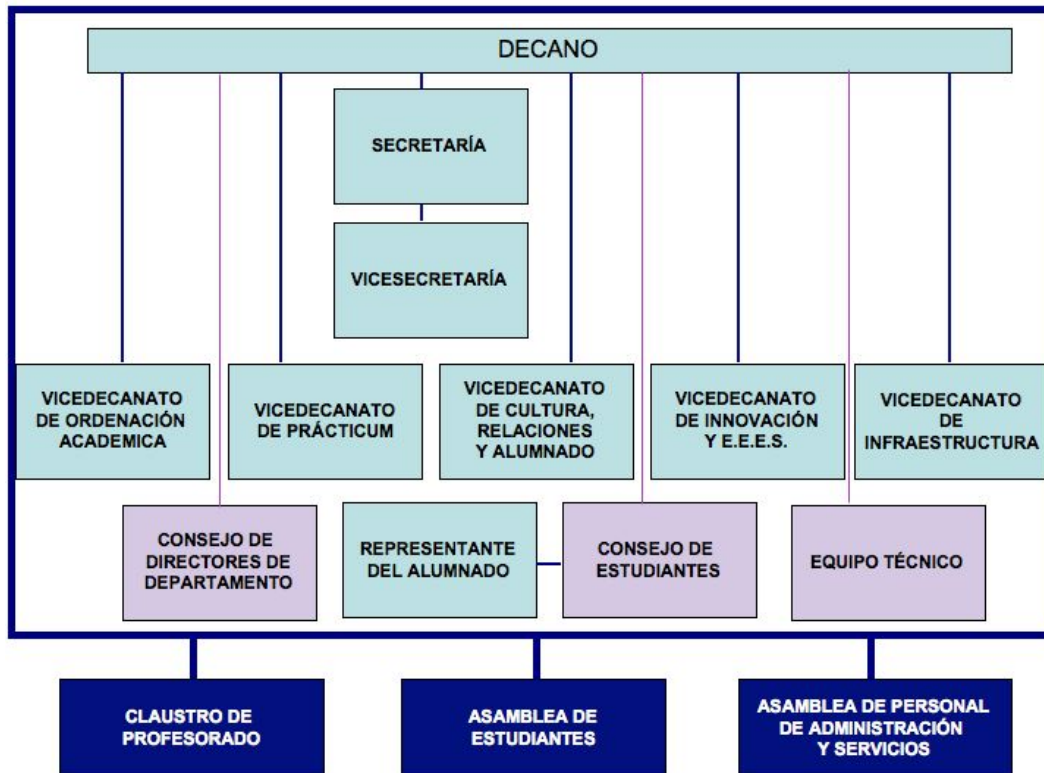 DECANO
SECRETARÍA
VICESECRETARÍA
VICEDECANATO
DE ORDENACIÓN
ACADEMICA
VICEDECANATO
DE PRÁCTICUM
VICEDECANATO
DE CULTURA,
RELACIONES
Y ALUMNADO
VICEDECANATO
DE INNOVACIÓN
Y E.E.E.S.
VICEDECANATO
DE
INFRAESTRUCTURA
CONSEJO DE
DIRECTORES DE
DEPARTAMENTO
REPRESENTANTE
DEL ALUMNADO
CONSEJO DE
ESTUDIANTES
EQUIPO TÉCNICO
CLAUSTRO DE
PROFESORADO
ASAMBLEA DE
ESTUDIANTES
ASAMBLEA DE PERSONAL
DE ADMINISTRACIÓN
Y SERVICIOS